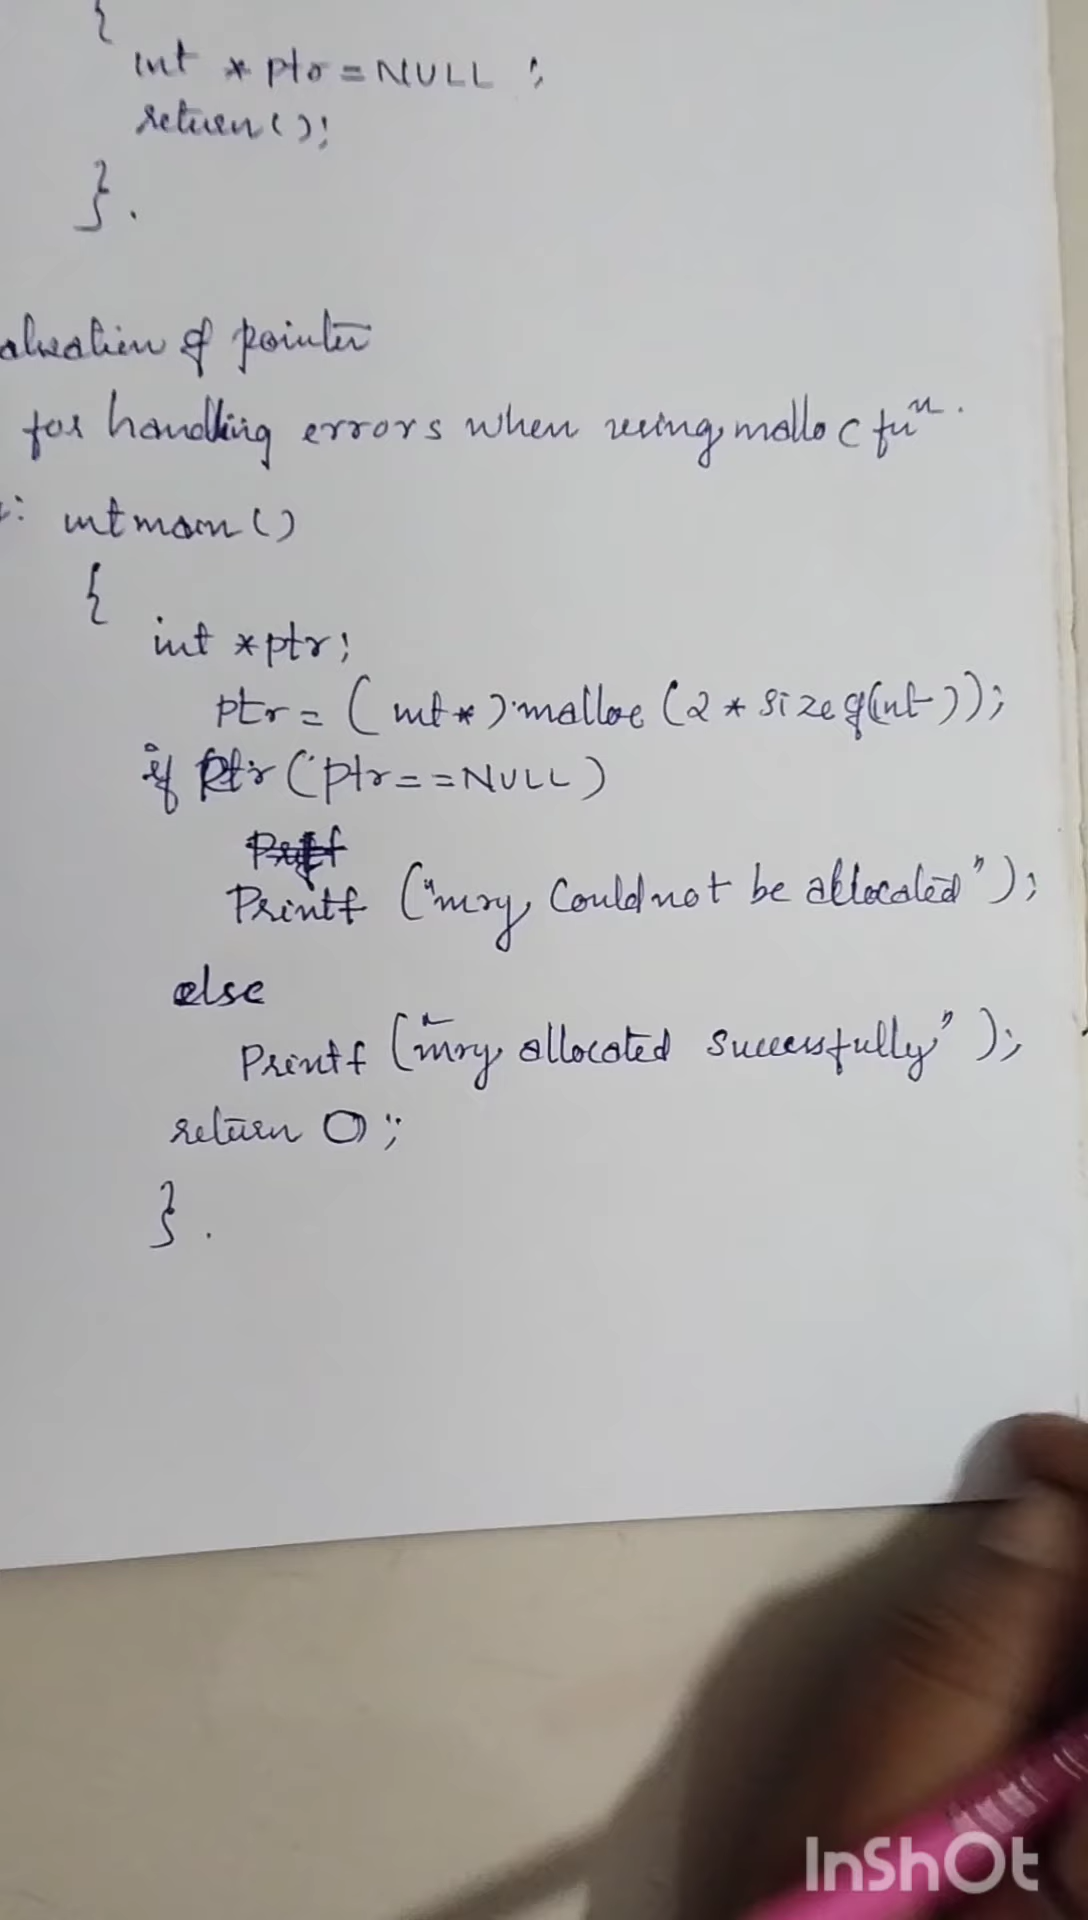 {
int * ptr = NULL ;
return();
}.
aluation of pointer
for handling errors when using malloc fuⁿ.
: int main ()
{
int *ptr;
ptr = (int*) malloc (2 * sizeof(int));
if (ptr == NULL)
Printf ("mry could not be allocated");
else
Printf ("mry allocated successfully");
return 0;
}.
InShOt